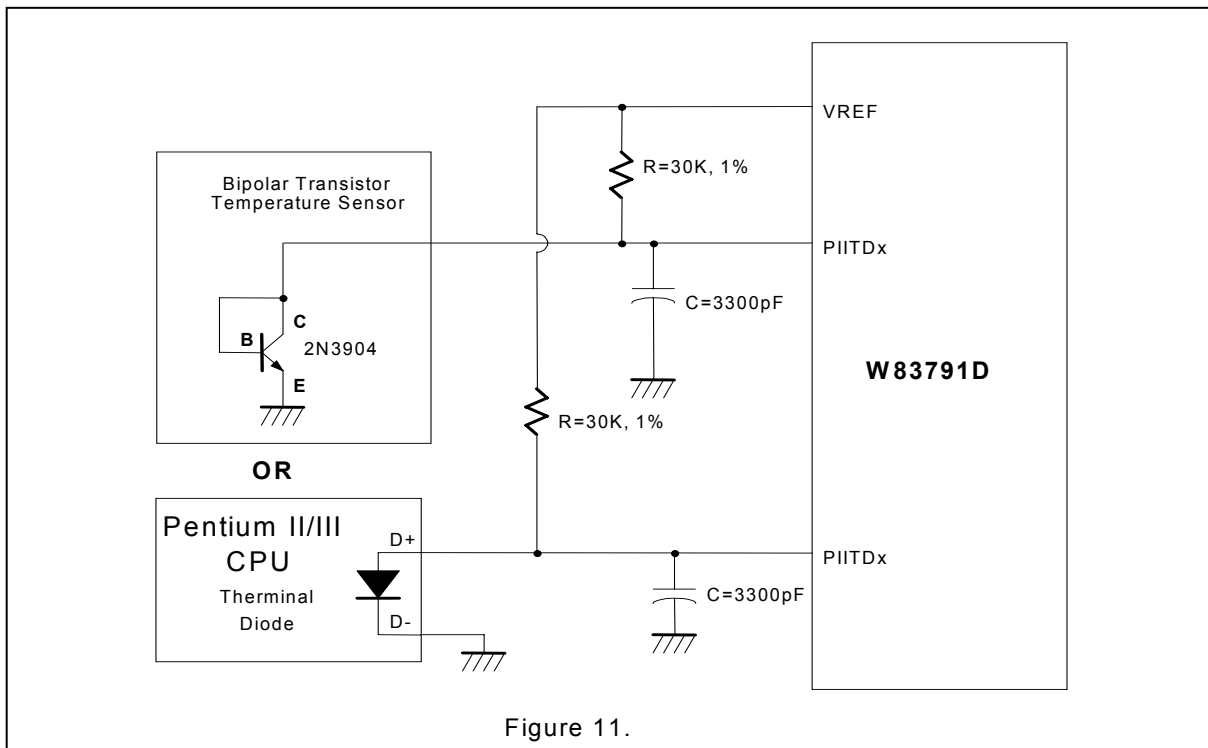 VREF
R=30K, 1%
Bipolar Transistor
Temperature Sensor
PIITDx
C=3300pF
C
B
2N3904
E
W83791D
R=30K, 1%
OR
Pentium II/III
CPU
Therminal
Diode
D+
D-
PIITDx
C=3300pF
Figure 11.